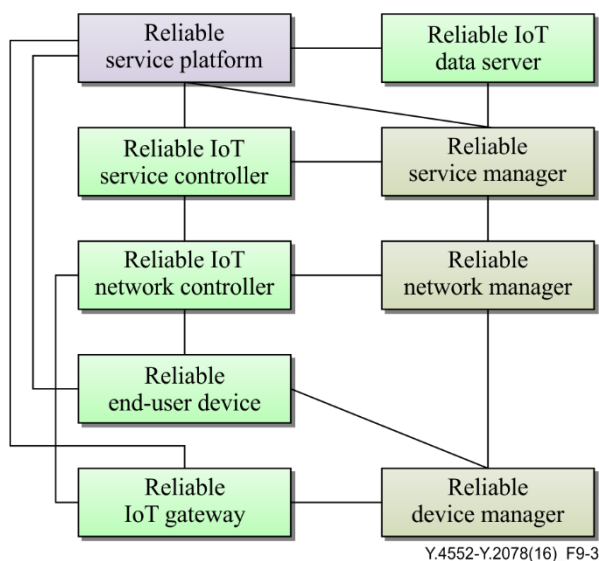 Reliable
service platform
Reliable IoT
data server
Reliable IoT
service controller
Reliable
service manager
Reliable IoT
network controller
Reliable
network manager
Reliable
end-user device
Reliable
IoT gateway
Reliable
device manager
Y.4552-Y.2078(16)_F9-3